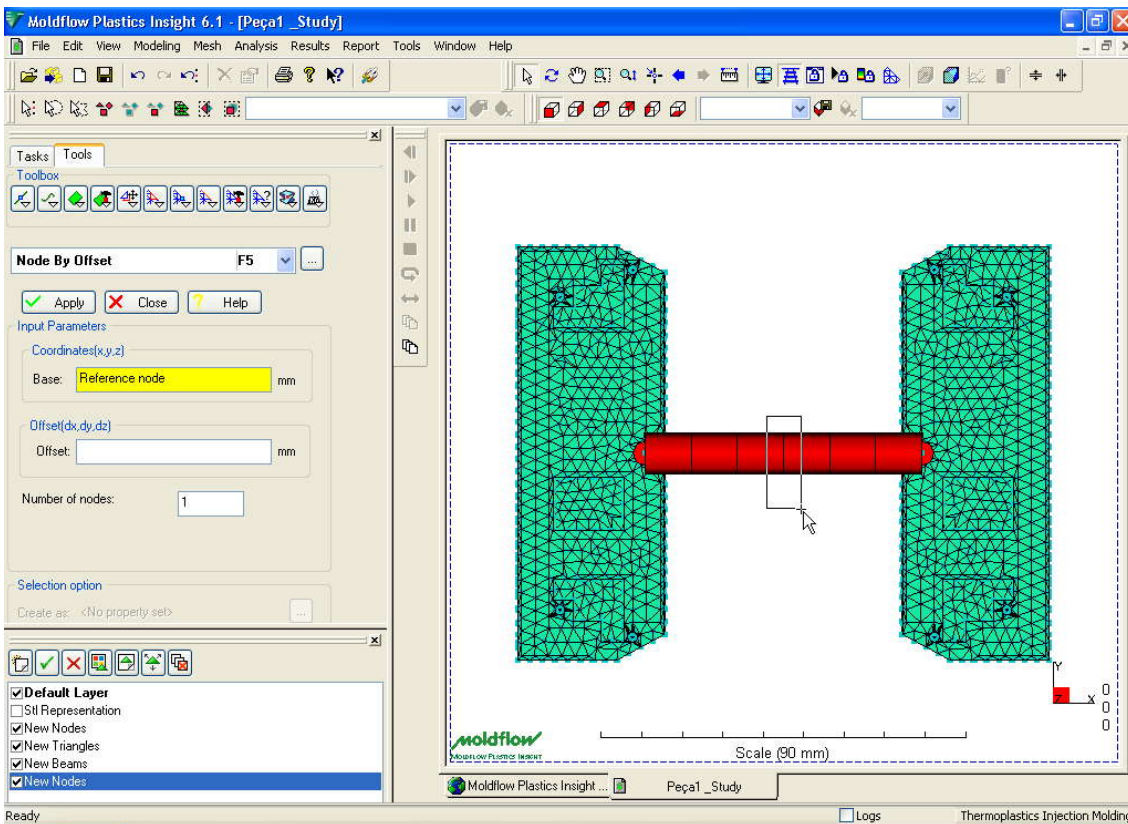 Moldflow Plastics Insight 6.1 - [Peça1 _Study]
File Edit View Modeling Mesh Analysis Results Report Tools Window Help
Tasks Tools
Toolbox
Node By Offset F5 ...
Apply Close ? Help
Input Parameters
Coordinates(x,y,z)
Base: Reference node mm
Offset(dx,dy,dz)
Offset: mm
Number of nodes: 1
Selection option
Create as: <No property set> ...
Default Layer
Stl Representation
New Nodes
New Triangles
New Beams
New Nodes
Y
Z X
0
0
0
moldflow
MOLDFLOW PLASTICS INSIGHT
Scale (90 mm)
Moldflow Plastics Insight ... Peça1 _Study
Ready Logs Thermoplastics Injection Molding